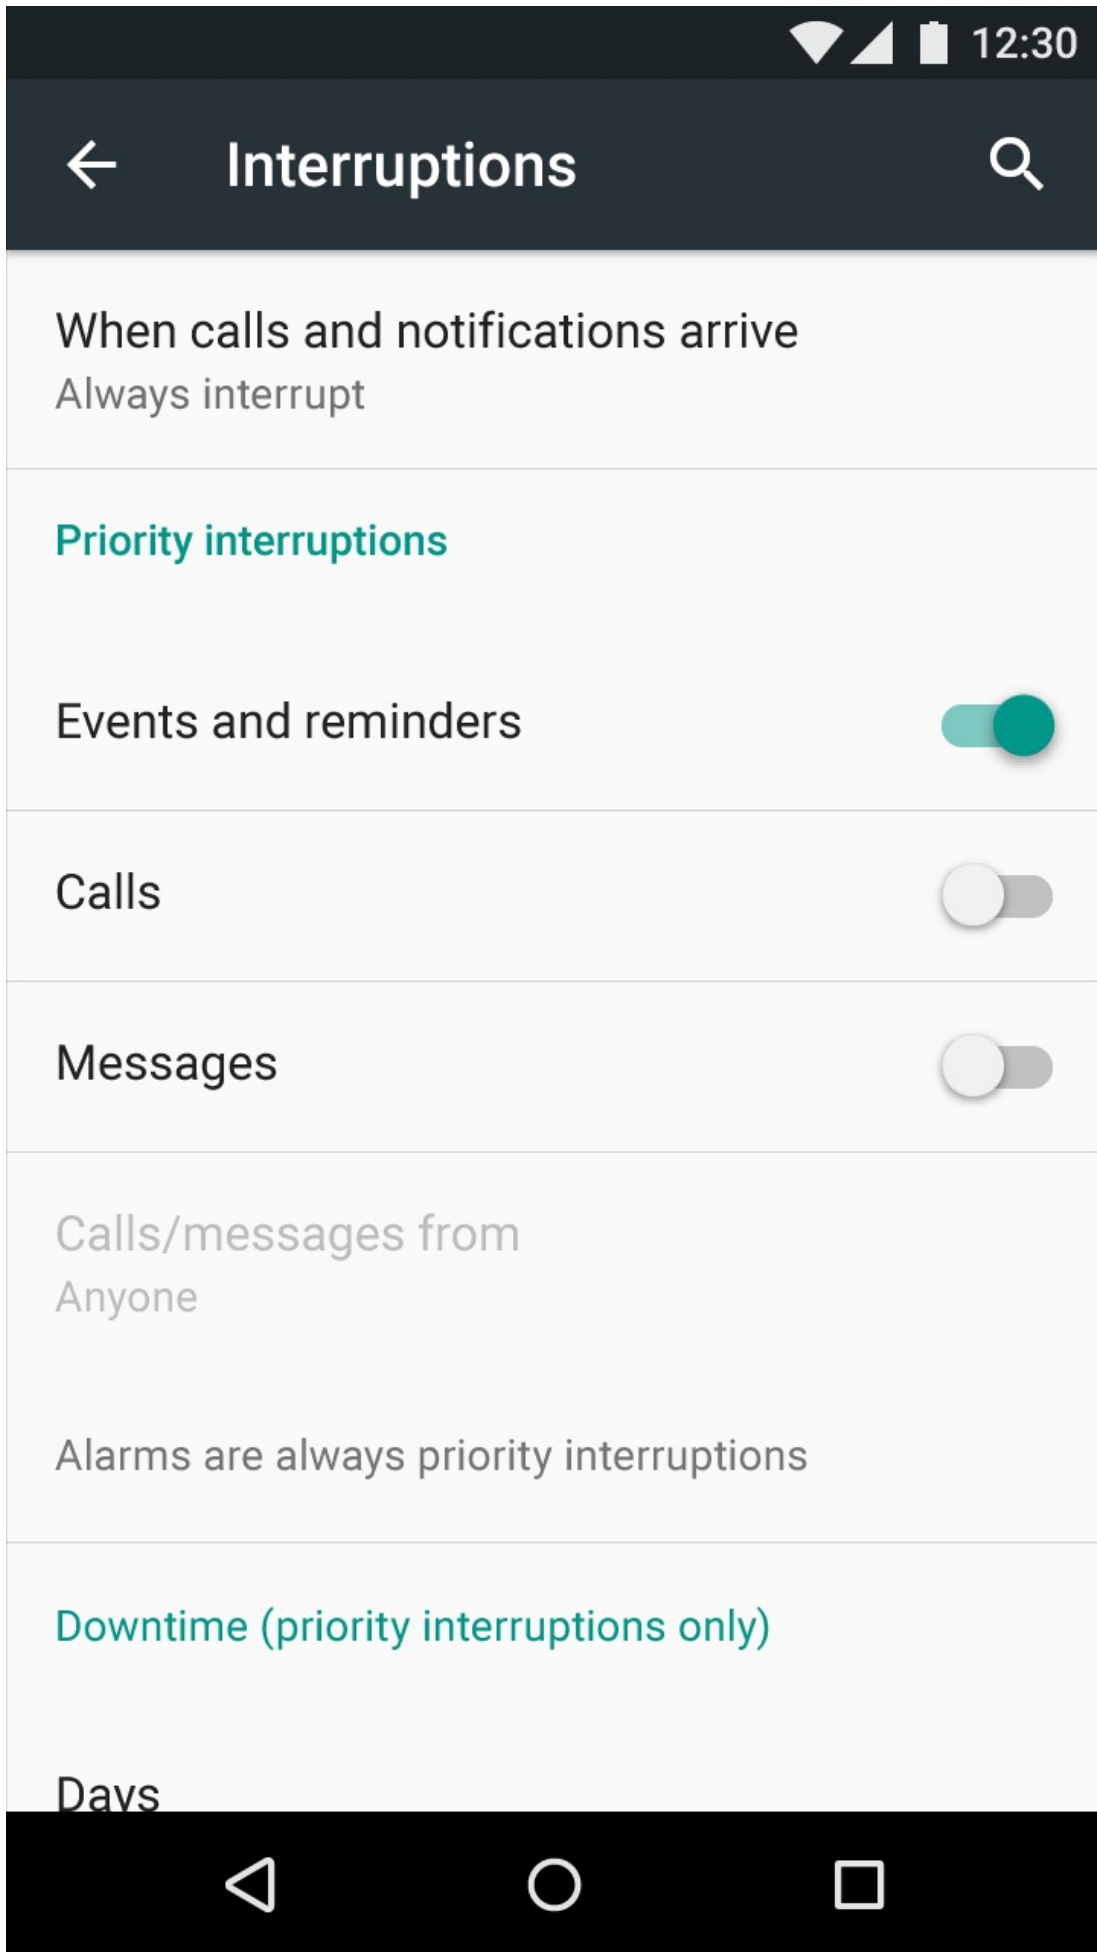 12:30
Interruptions
When calls and notifications arrive
Always interrupt
Priority interruptions
Events and reminders
Calls
Messages
Calls/messages from
Anyone
Alarms are always priority interruptions
Downtime (priority interruptions only)
Days